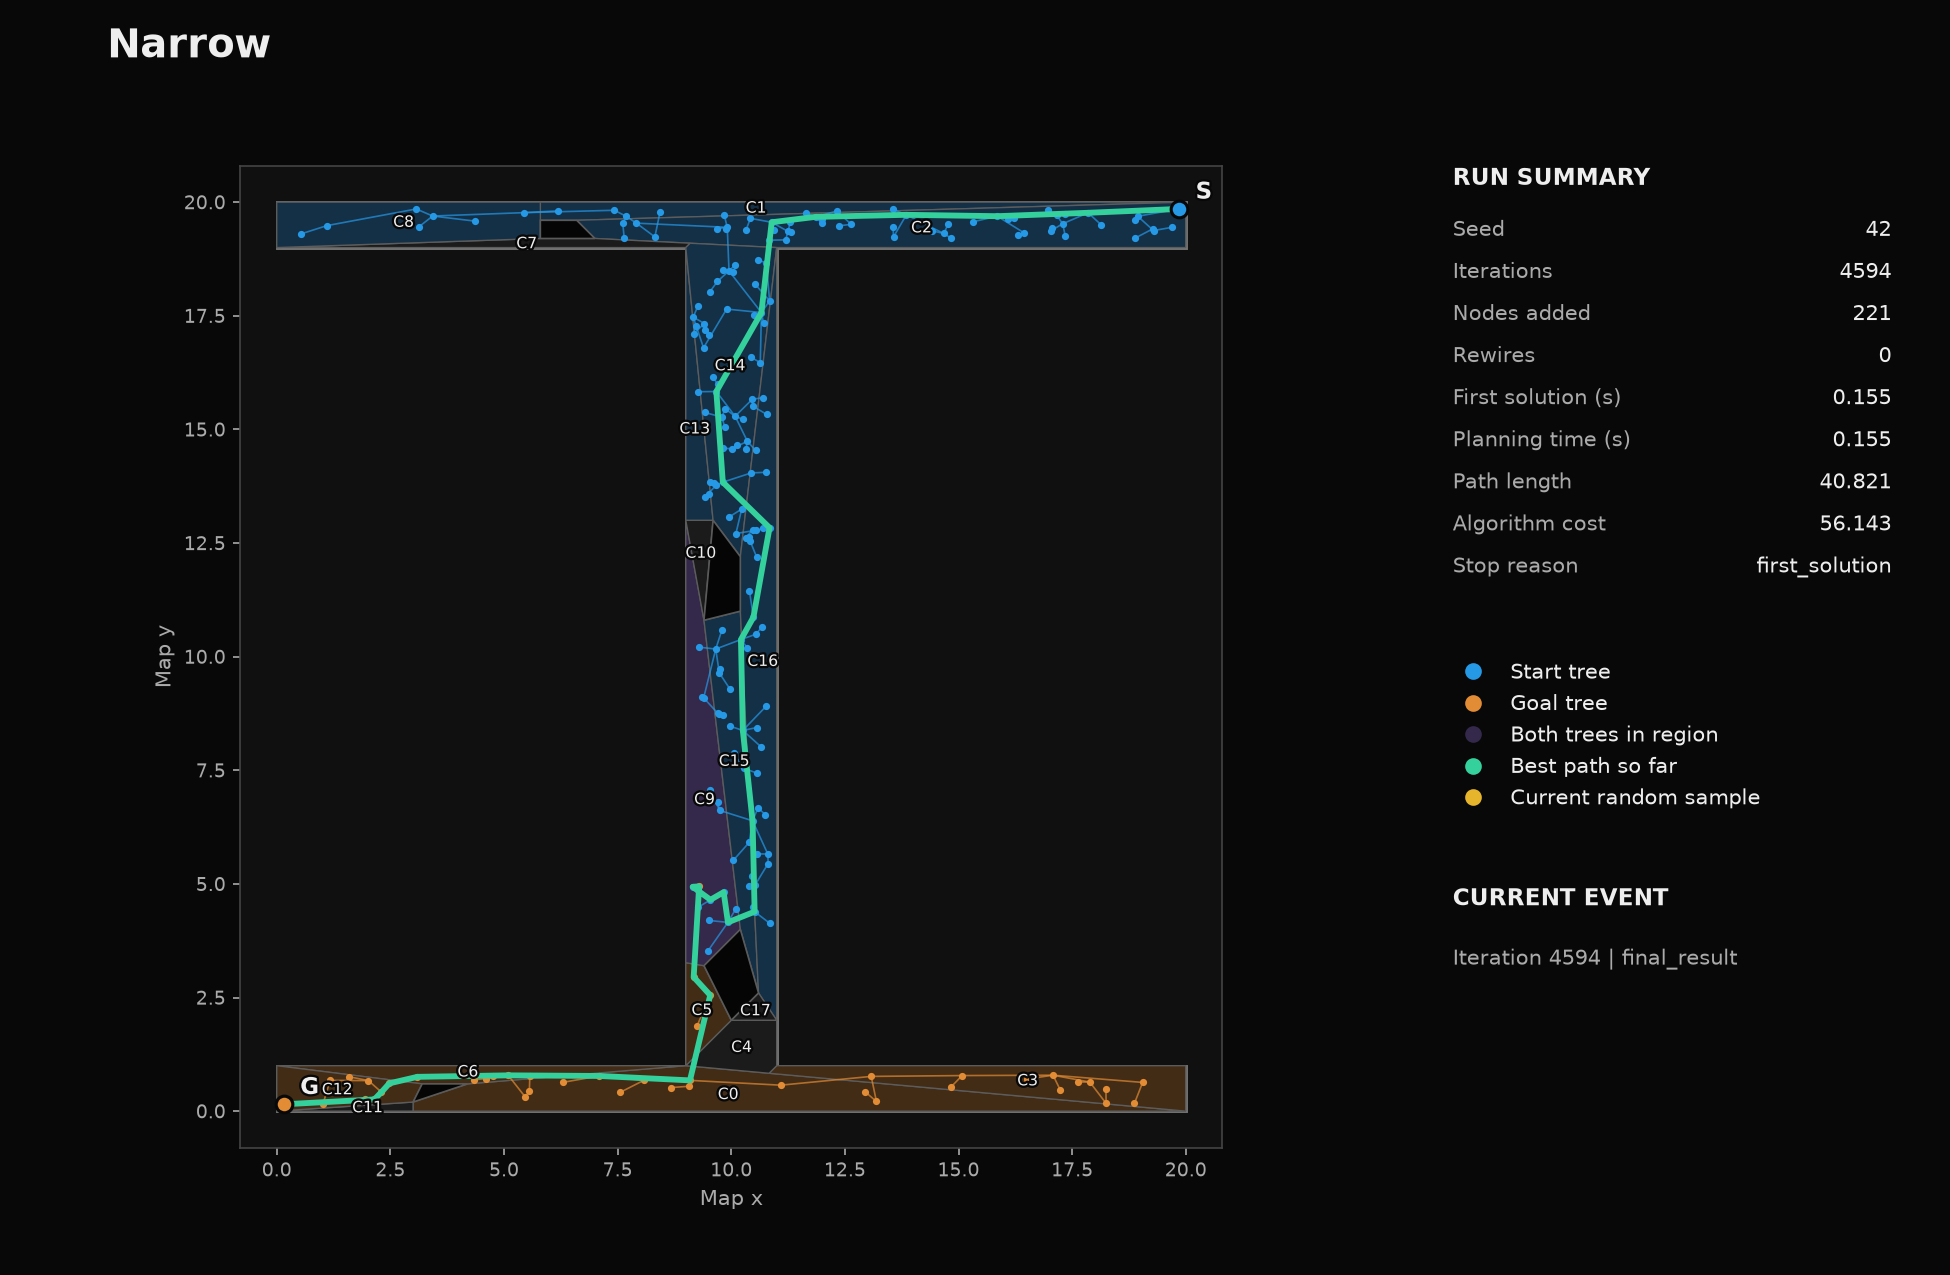 Narrow
S
20.0
17.5
15.0
12.5
10.0
7.5
5.0
2.5
0.0
Map y
C1
C8
C2
C7
C14
C13
C10
C16
C15
C9
C5
C17
C4
C6
C3
G
C12
C0
C11
0.0 2.5 5.0 7.5 10.0 12.5 15.0 17.5 20.0
Map x
RUN SUMMARY
Seed 42
Iterations 4594
Nodes added 221
Rewires 0
First solution (s) 0.155
Planning time (s) 0.155
Path length 40.821
Algorithm cost 56.143
Stop reason first_solution
Start tree
Goal tree
Both trees in region
Best path so far
Current random sample
CURRENT EVENT
Iteration 4594 | final_result